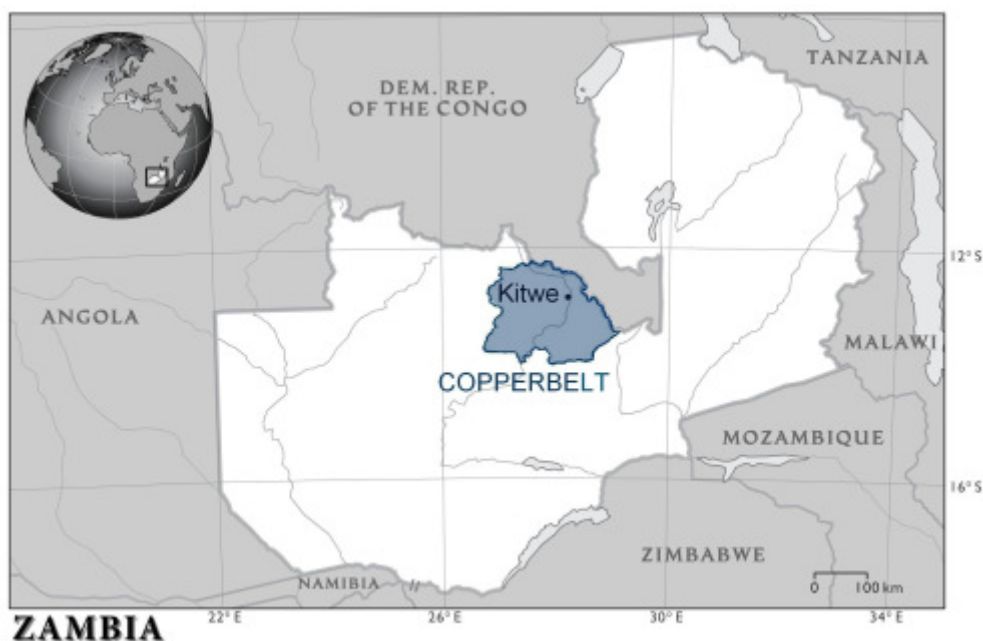 TANZANIA
DEM. REP.
OF THE CONGO
12° S
Kitwe
ANGOLA
MALAWI
COPPERBELT
MOZAMBIQUE
16° S
ZIMBABWE
NAMIBIA
0 100 km
22° E 26° E 30° E 34° E
ZAMBIA